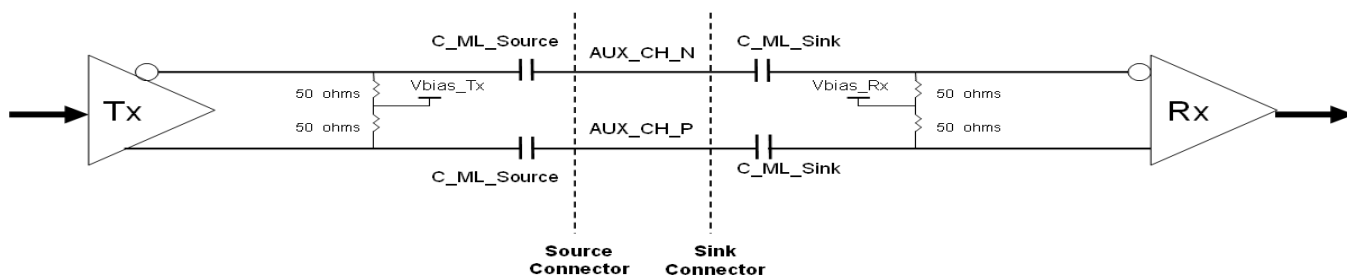 C_ML_Source
AUX_CH_N
C_ML_Sink
Tx
50 ohms
50 ohms
Vbias_Tx
Vbias_Rx
50 ohms
50 ohms
Rx
AUX_CH_P
C_ML_Source
C_ML_Sink
Source
Connector
Sink
Connector